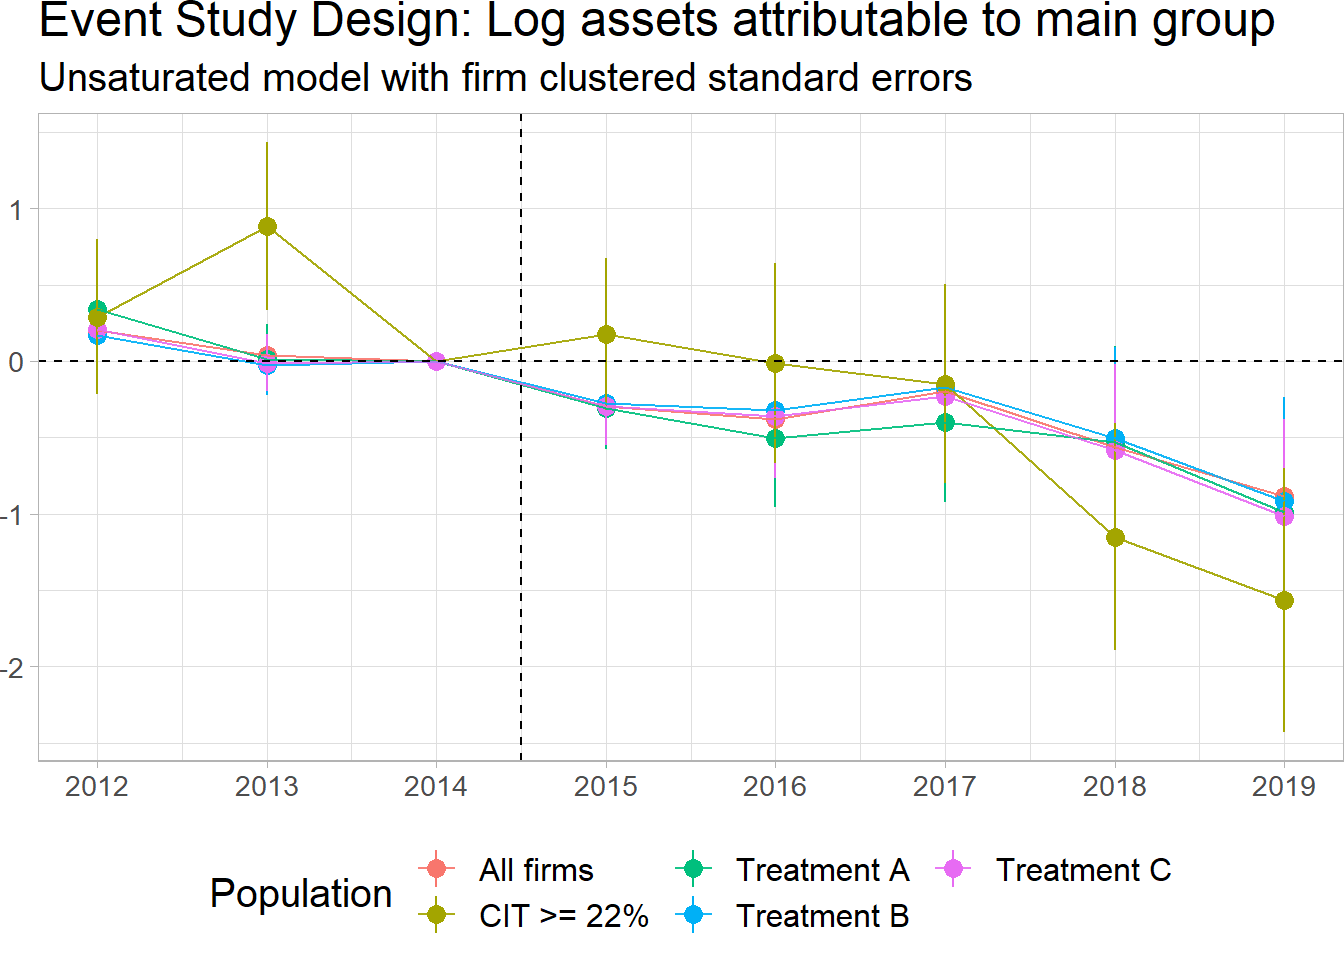 Event Study Design: Log assets attributable to main group
Unsaturated model with firm clustered standard errors
1
0
-1
-2
2012 2013 2014 2015 2016 2017 2018 2019
Population
All firms
CIT >= 22%
Treatment A
Treatment B
Treatment C